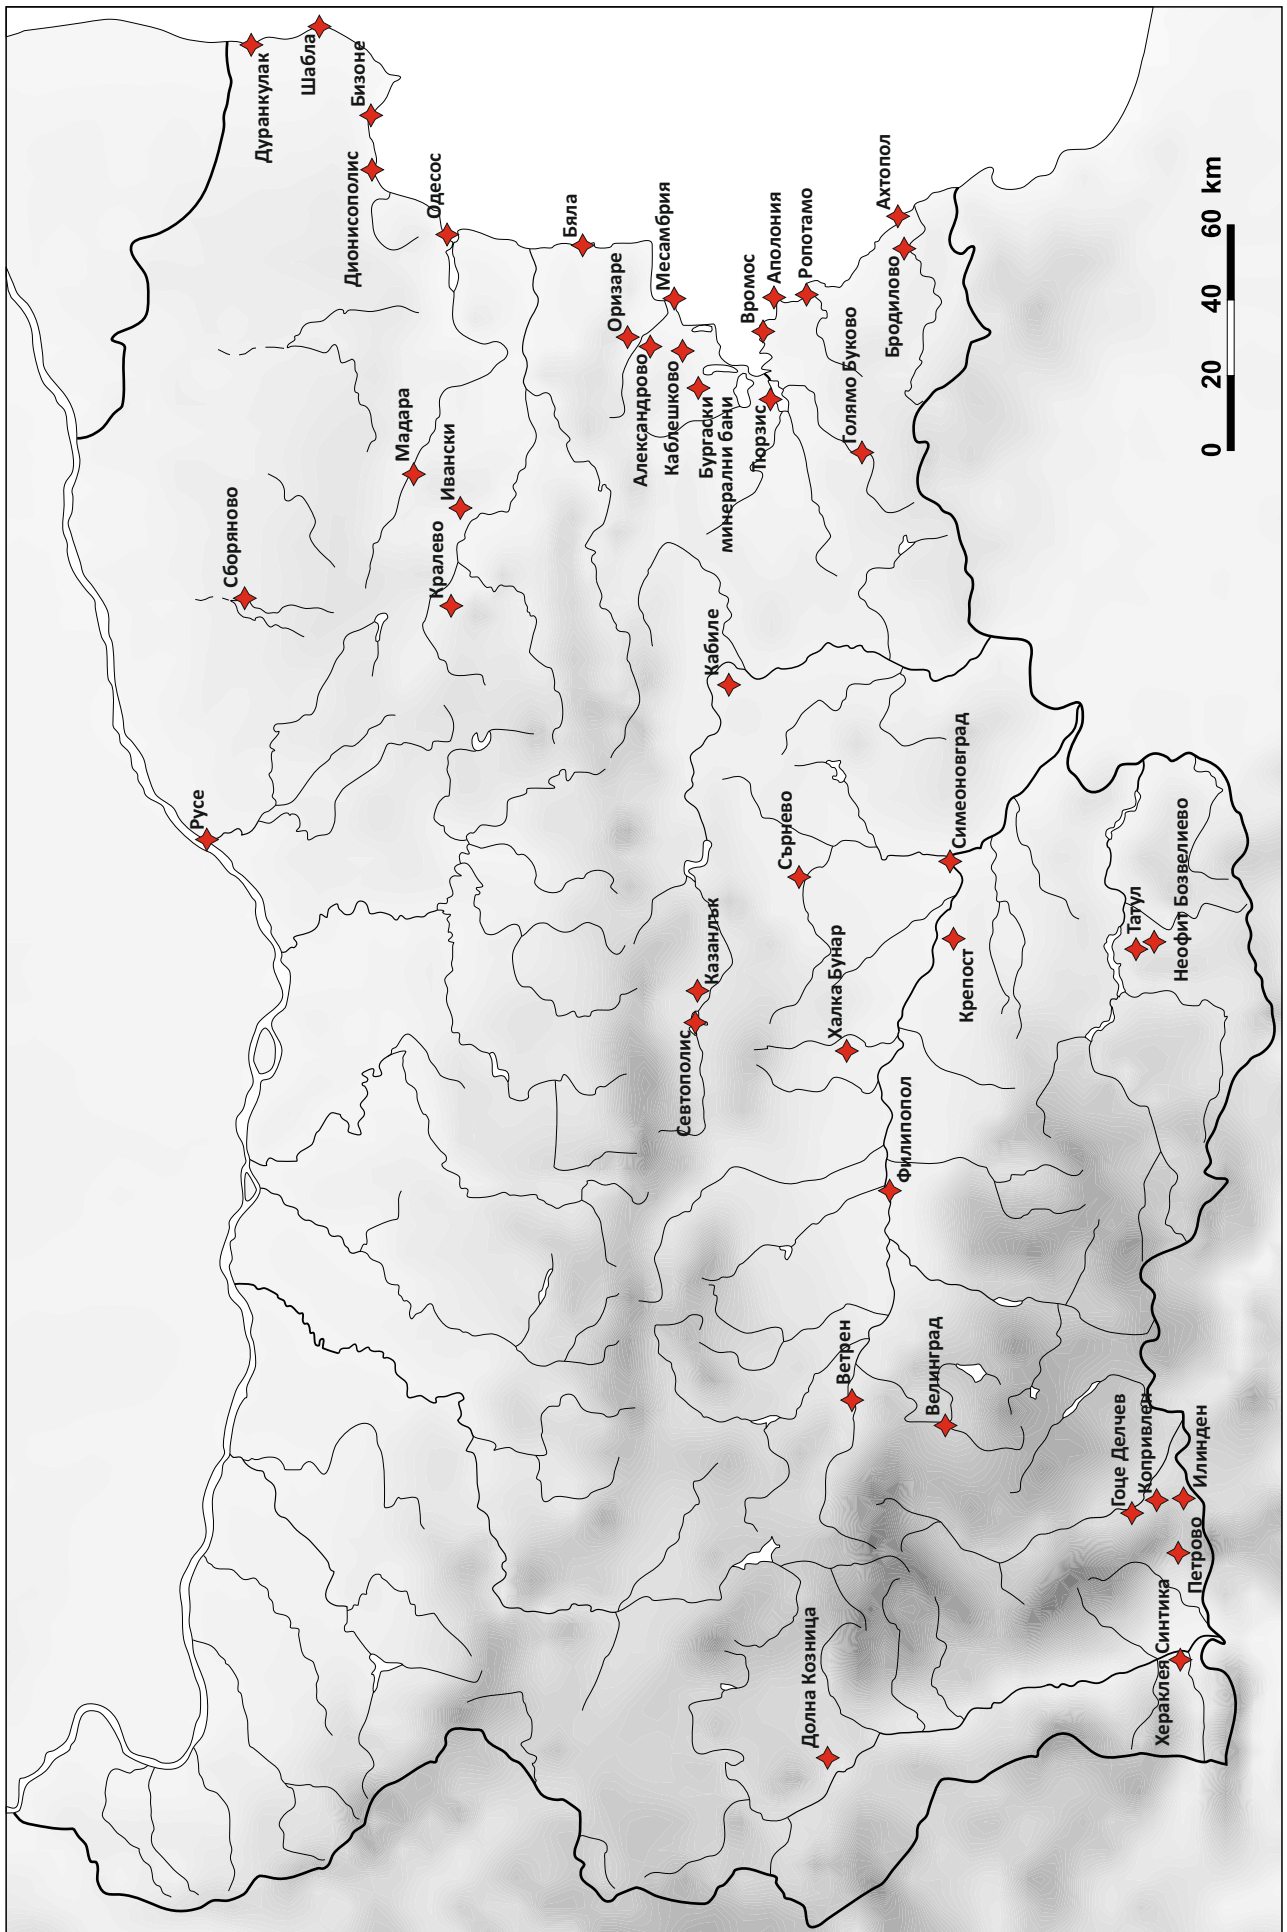 Дуранкулак
Шабла
Бизоне
Дионисополис
Одесос
Бяла
Оризаре
Месамбрия
Александрово
Каблешково
Бургаски
минерални бани
Вромос
Аполония
Ропотамо
Тюрзис
Голямо Буково
Ахтопол
Бродилово
Мадара
Ивански
Кралево
Сборяново
Русе
Кабиле
Сърнево
Симеоновград
Казанлък
Севтополис
Халка Бунар
Крепост
Татул
Неофит Бозвелиево
Филипопол
Ветрен
Велинград
Гоце Делчев
Копривлен
Илинден
Петрово
Хераклея Синтика
Долна Козница
0 20 40 60 km